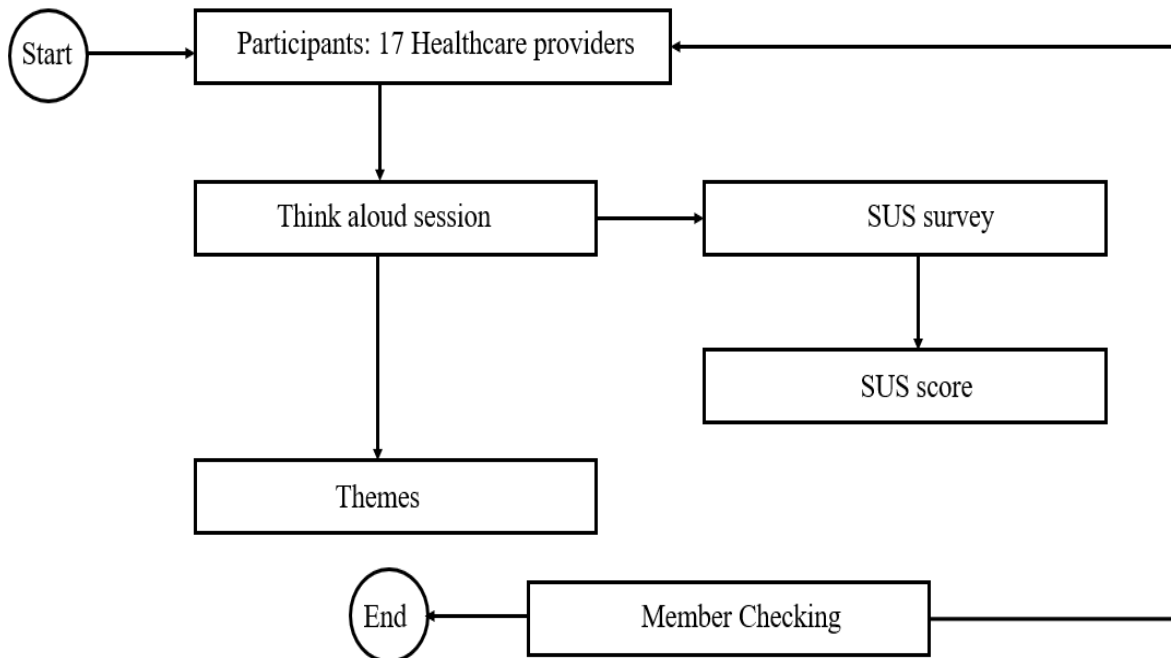 Start
Participants: 17 Healthcare providers
Think aloud session
SUS survey
SUS score
Themes
End
Member Checking